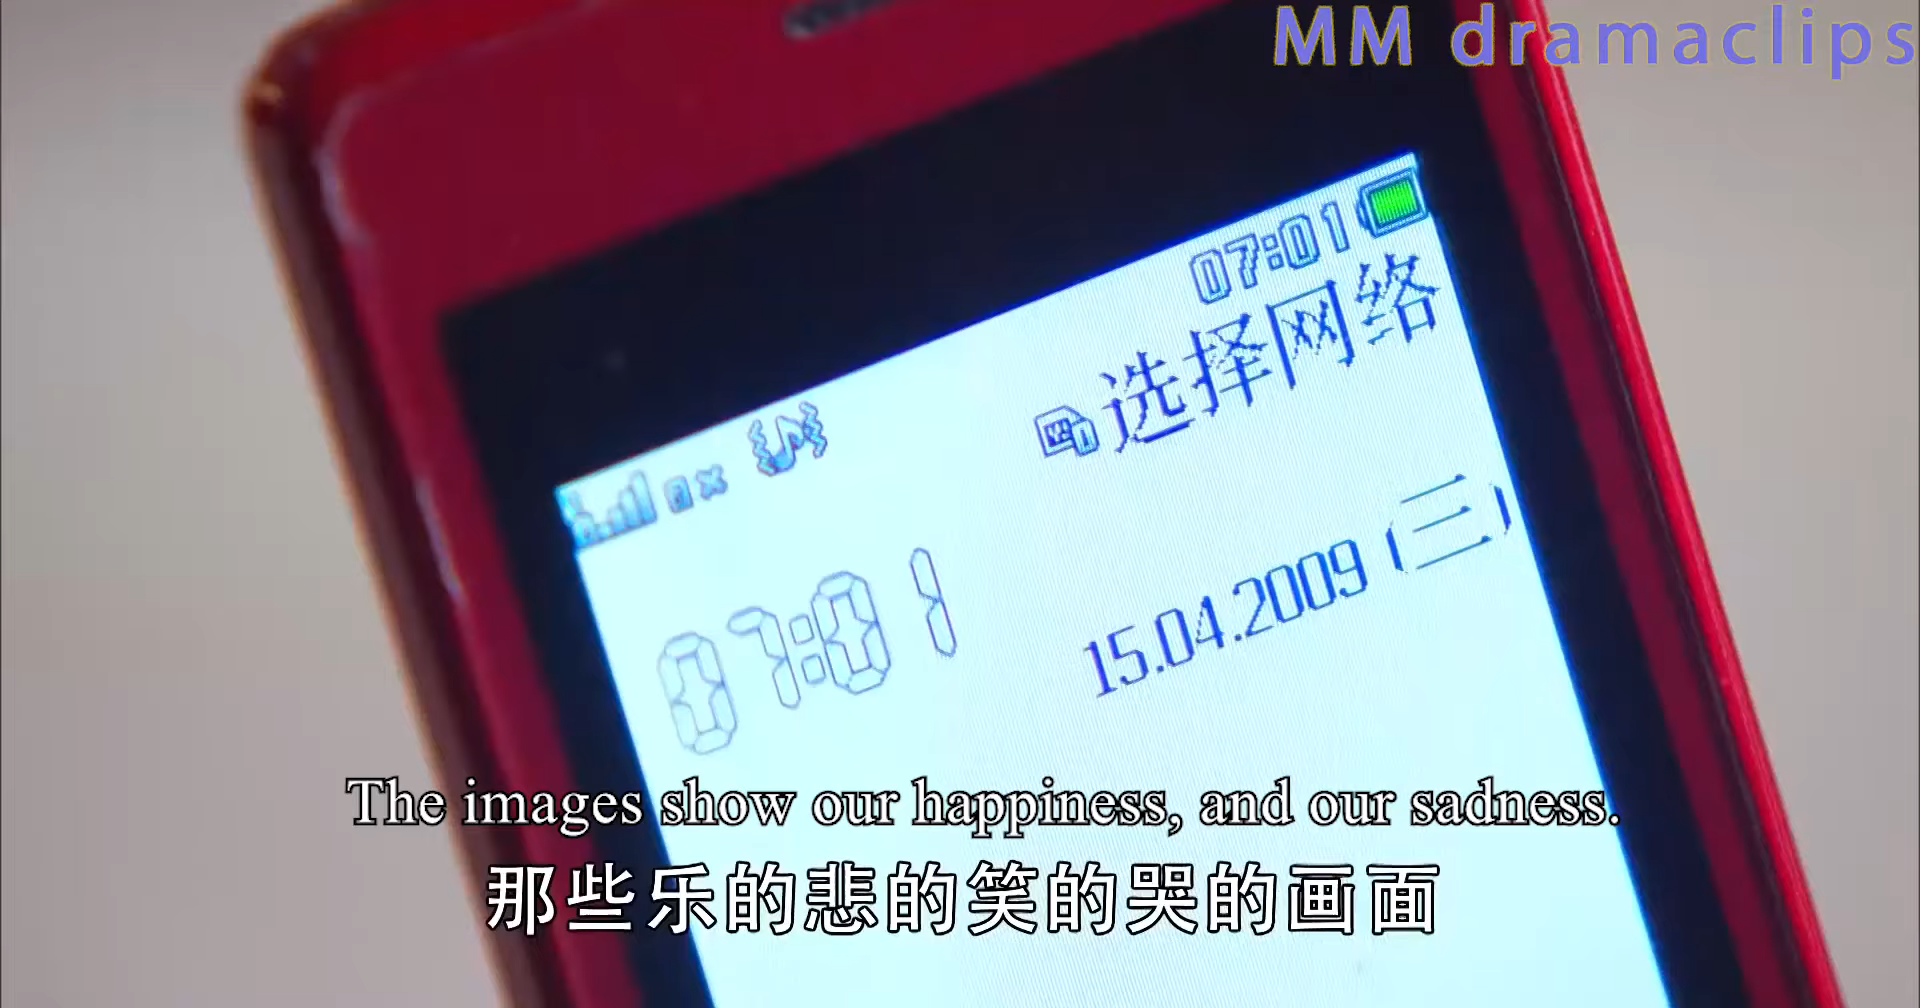 MM dramaclips
07:01
选择网络
07:01
15.04.2009 (三)
The images show our happiness, and our sadness.
那些乐的悲的笑的哭的画面